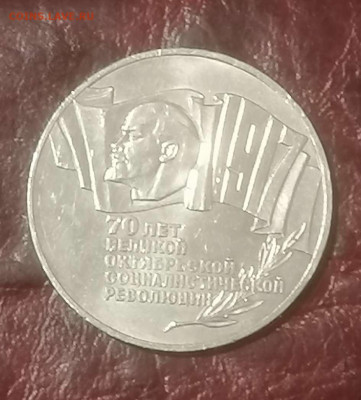 1917
70 ЛЕТ
ВЕЛИКОЙ
ОКТЯБРЬСКОЙ
СОЦИАЛИСТИЧЕСКОЙ
РЕВОЛЮЦИИ